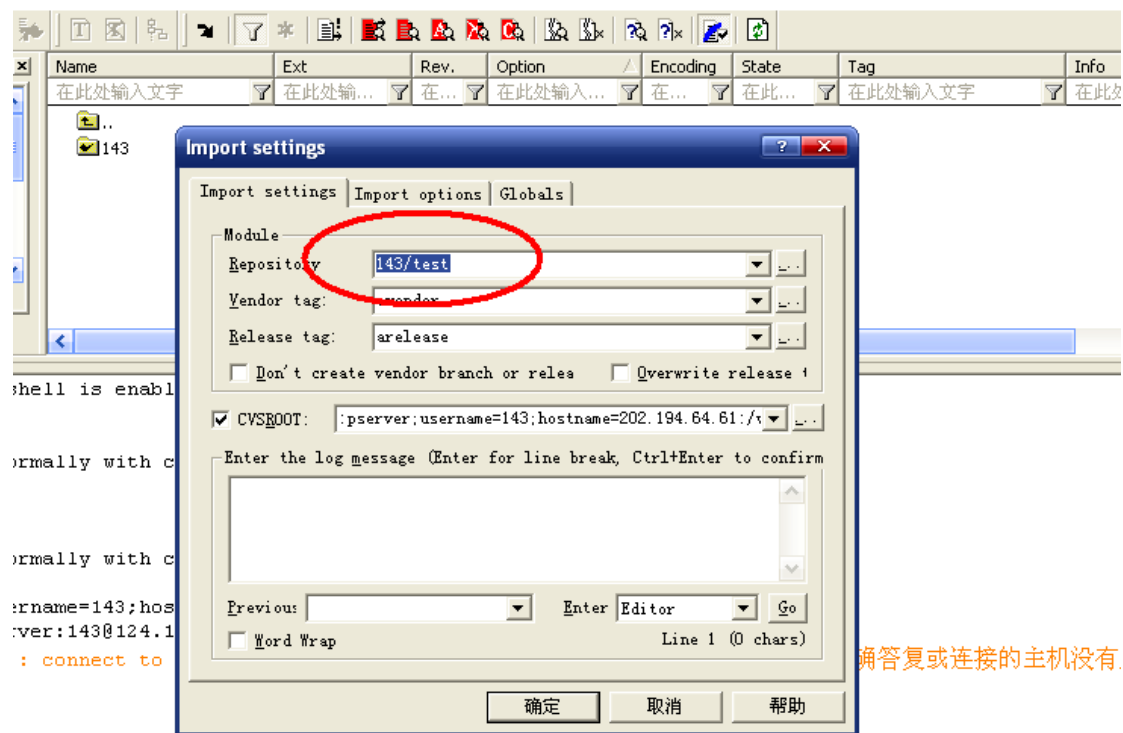 Name Ext Rev. Option Encoding State Tag Info
在此处输入文字 在此处输... 在... 在此处输入... 在... 在此... 在此处输入文字 在此处
..
143
Import settings
Import settings Import options Globals
Module
Repository 143/test
Vendor tag:
Release tag: arelease
Don't create vendor branch or relea Overwrite release t
CVSROOT: :pserver;username=143;hostname=202.194.64.61:/
Enter the log message (Enter for line break, Ctrl+Enter to confirm
Previous Enter Editor Go
Word Wrap Line 1 (0 chars)
确定 取消 帮助
shell is enabl
ormally with c
ormally with c
ername=143;hos
rver:143@124.1
: connect to 确答复或连接的主机没有